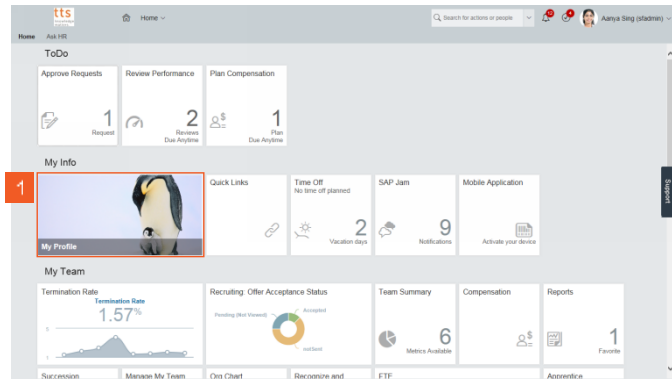 tts
Home
Search for actions or people
Aanya Sing (sfadmin)
Home Ask HR
ToDo
Approve Requests
1
Request
Review Performance
2
Reviews
Due Anytime
Plan Compensation
1
Plan
Due Anytime
My Info
1
My Profile
Quick Links
Time Off
No time off planned
2
Vacation days
SAP Jam
9
Notifications
Mobile Application
Activate your device
Support
My Team
Termination Rate
Termination Rate
1.57%
Recruiting: Offer Acceptance Status
Pending (Not Viewed)
Accepted
notSent
Team Summary
6
Metrics Available
Compensation
Reports
1
Favorite
Succession
Manage My Team
Org Chart
Recognize and
FTE
Apprentice